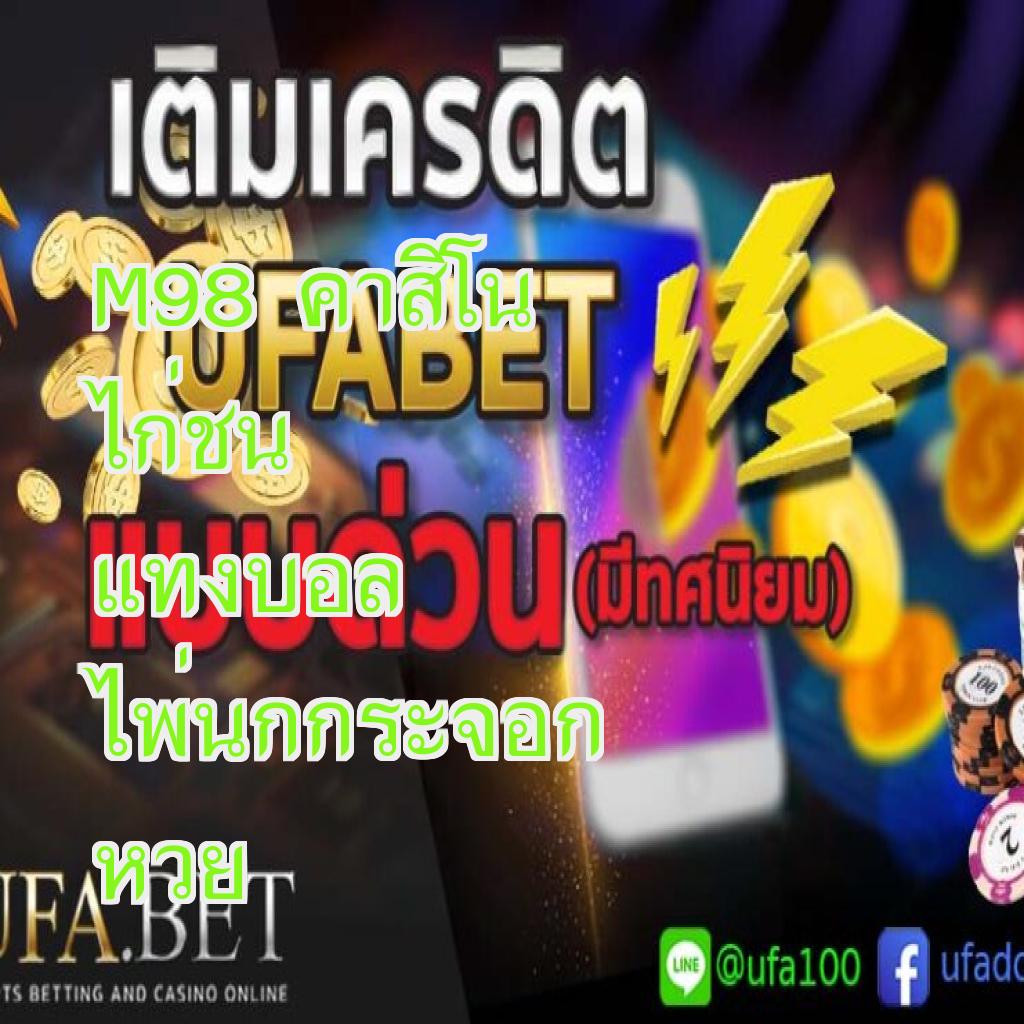 เติมเครดิต
M98 คาสิโน
UFABET
ไก่ชน
แบบด่วน (มีทศนิยม)
แทงบอล
ไพ่นกกระจอก
หวย
UFA.BET
BETTING AND CASINO ONLINE
LINE @ufa100